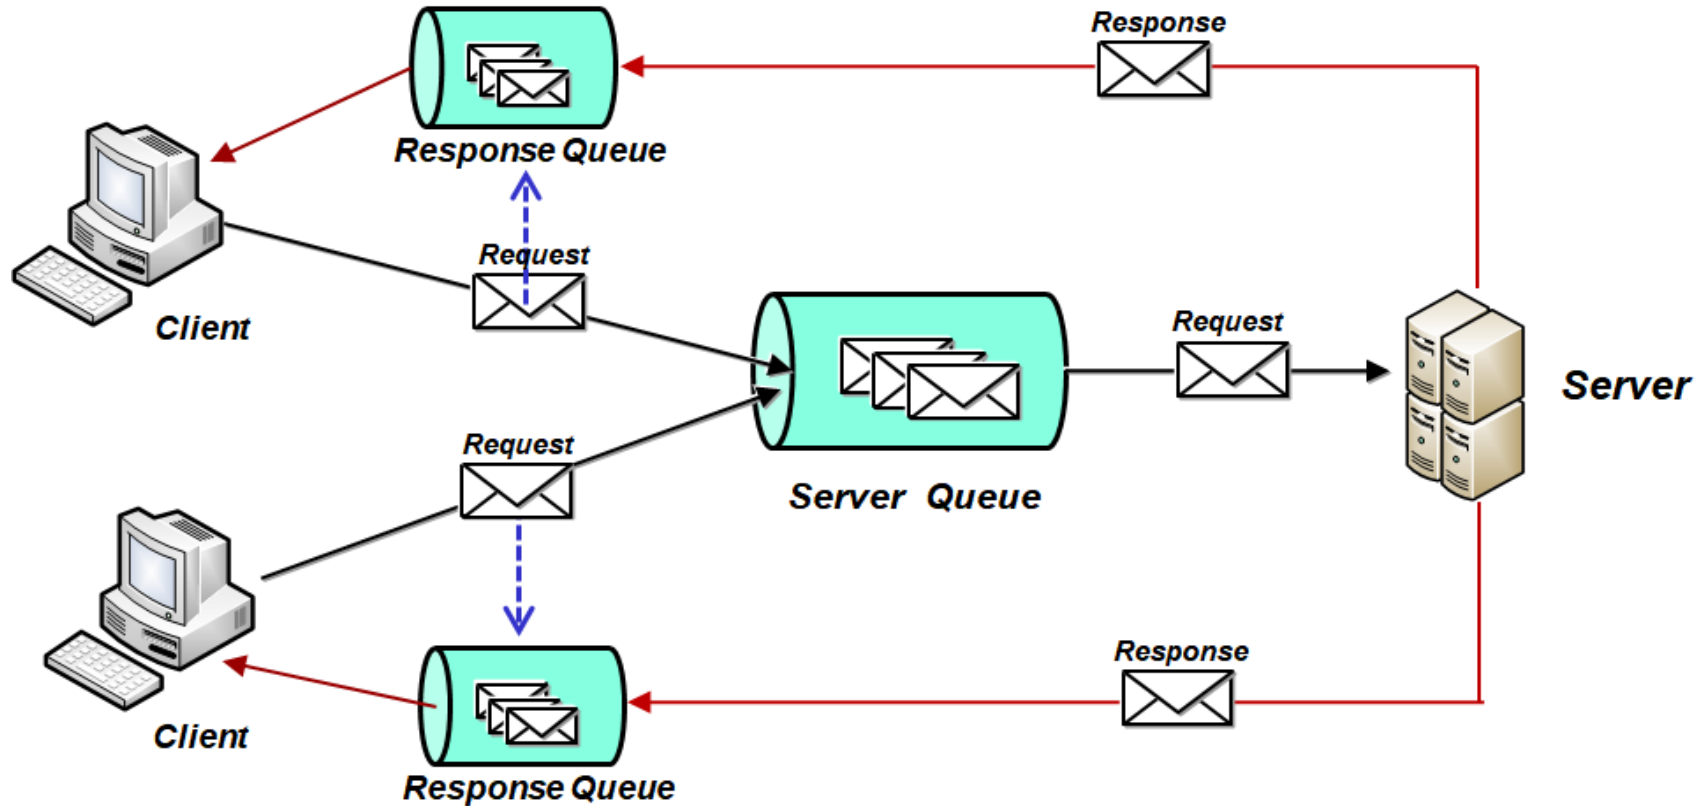 Response
Response Queue
Request
Client
Request
Server
Request
Server Queue
Response
Client
Response Queue